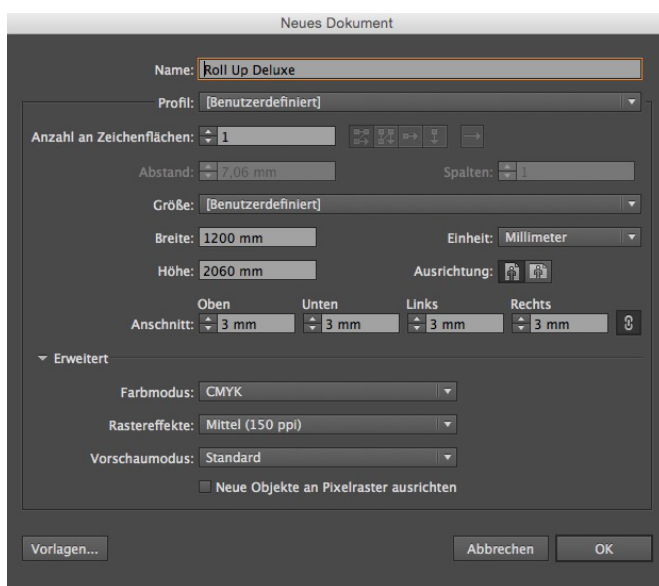 Neues Dokument
Name: Roll Up Deluxe
Profil: [Benutzerdefiniert]
Anzahl an Zeichenflächen: 1
Abstand: 7,06 mm Spalten: 1
Größe: [Benutzerdefiniert]
Breite: 1200 mm Einheit: Millimeter
Höhe: 2060 mm Ausrichtung:
Oben Unten Links Rechts
Anschnitt: 3 mm 3 mm 3 mm 3 mm
Erweitert
Farbmodus: CMYK
Rastereffekte: Mittel (150 ppi)
Vorschaumodus: Standard
Neue Objekte an Pixelraster ausrichten
Vorlagen... Abbrechen OK